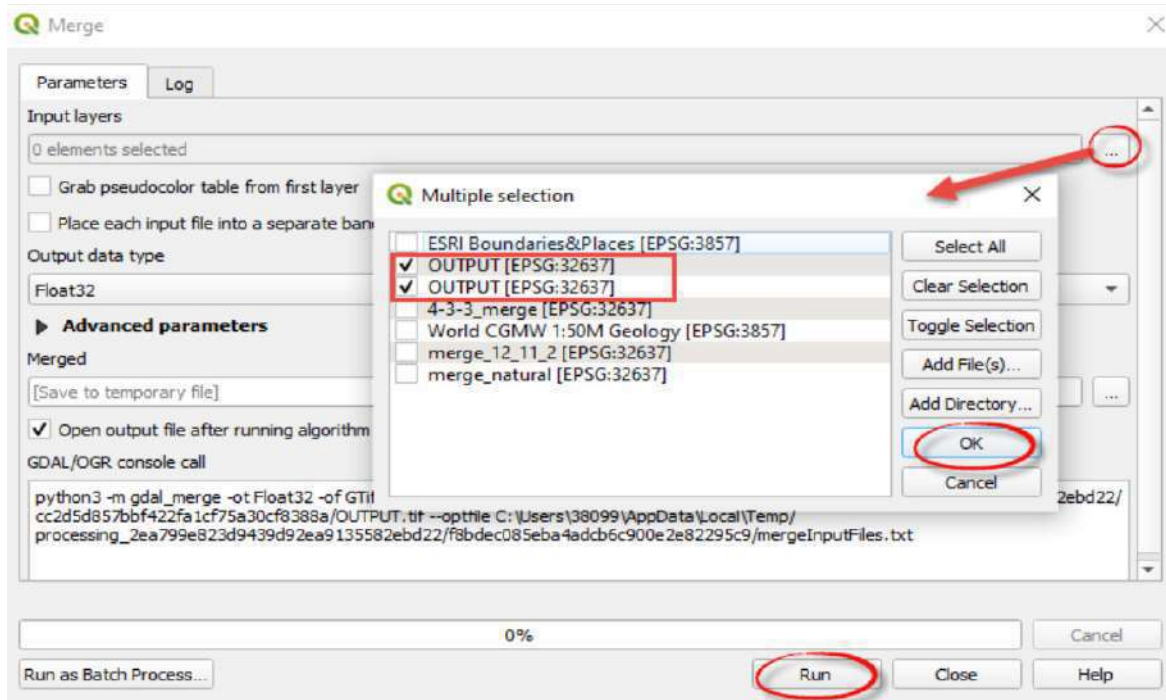 Merge
Parameters
Log
Input layers
0 elements selected
...
Grab pseudocolor table from first layer
Place each input file into a separate ban
Output data type
Float32
Advanced parameters
Merged
[Save to temporary file]
...
Open output file after running algorithm
GDAL/OGR console call
python3 -m gdal_merge -ot Float32 -of GTif
2ebd22/
cc2d5d857bbf422fa1cf75a30cf8388a/OUTPUT.tif --optfile C:\Users\38099\AppData\Local\Temp/
processing_2ea799e823d9439d92ea9135582ebd22/f8bdec085eba4adcb6c900e2e82295c9/mergeInputFiles.txt
Multiple selection
ESRI Boundaries&Places [EPSG:3857]
OUTPUT [EPSG:32637]
OUTPUT [EPSG:32637]
4-3-3_merge [EPSG:32637]
World CGMW 1:50M Geology [EPSG:3857]
merge_12_11_2 [EPSG:32637]
merge_natural [EPSG:32637]
Select All
Clear Selection
Toggle Selection
Add File(s)...
Add Directory...
OK
Cancel
0%
Cancel
Run as Batch Process...
Run
Close
Help